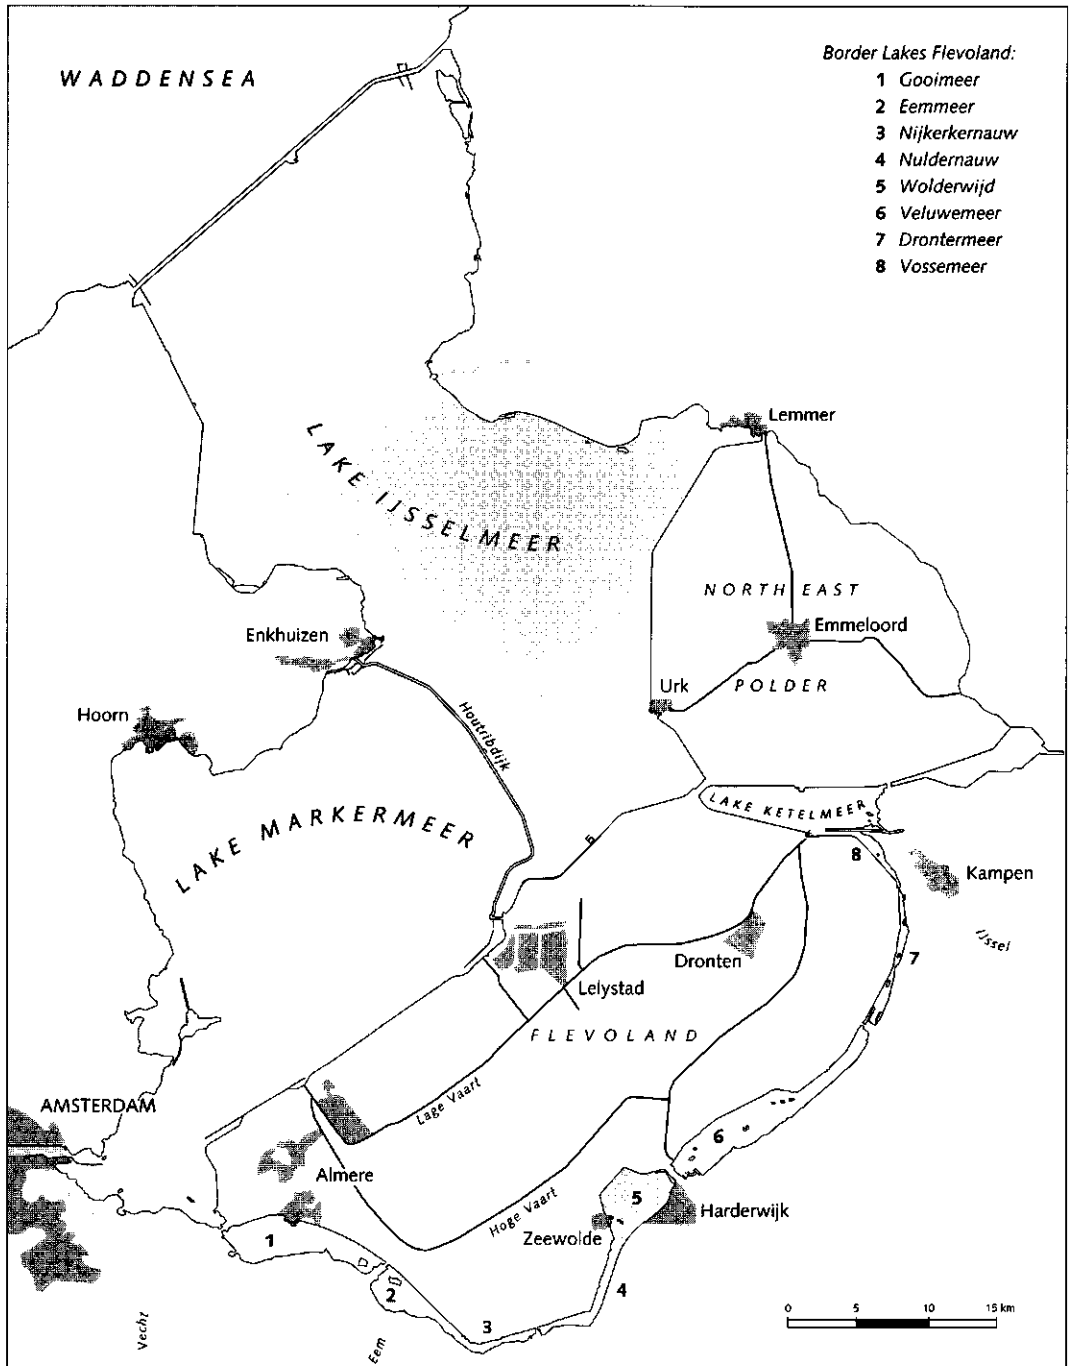 WADDENSEA
Border Lakes Flevoland:
1 Gooimeer
2 Eemmeer
3 Nijkerkernauw
4 Nuldernauw
5 Wolderwijd
6 Veluwemeer
7 Drontermeer
8 Vossemeer
Lemmer
LAKE IJSSELMEER
NORTH EAST
POLDER
Emmeloord
Enkhuizen
Urk
Hoorn
Houtribdijk
LAKE KETELMEER
LAKE MARKERMEER
8
Kampen
IJssel
7
Dronten
Lelystad
FLEVOLAND
AMSTERDAM
Lage Vaart
6
Almere
5
Harderwijk
Hoge Vaart
Zeewolde
1
2
4
3
Vecht
Eem
0 5 10 15 km